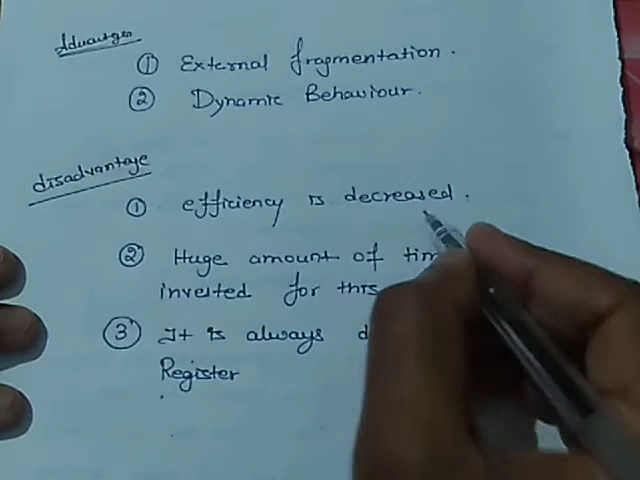 Advantages
① External fragmentation.
② Dynamic Behaviour.
disadvantage
① efficiency is decreased.
② Huge amount of
invested for this
③ It is always
Register